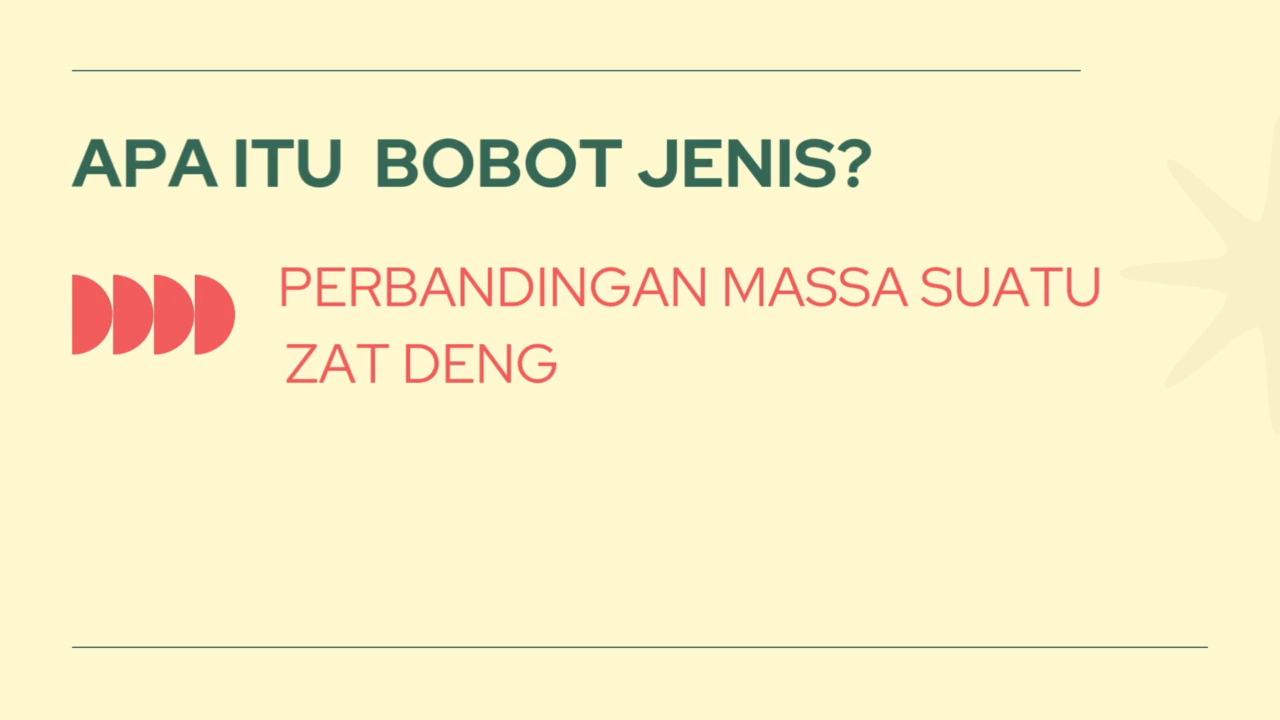 APA ITU BOBOT JENIS?
PERBANDINGAN MASSA SUATU
ZAT DENG